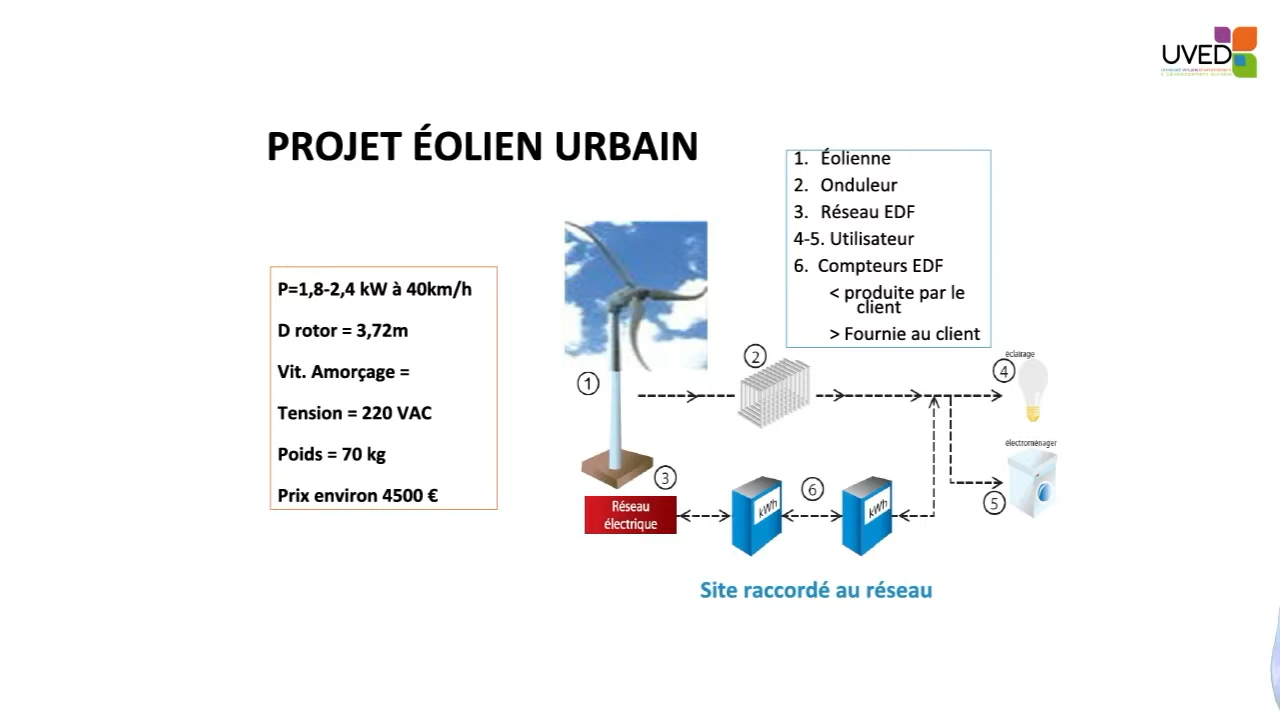 UVED
PROJET ÉOLIEN URBAIN
1. Éolienne
2. Onduleur
3. Réseau EDF
4-5. Utilisateur
6. Compteurs EDF
< produite par le
client
> Fournie au client
P=1,8-2,4 kW à 40km/h
D rotor = 3,72m
Vit. Amorçage =
Tension = 220 VAC
Poids = 70 kg
Prix environ 4500 €
1
2
éclairage
4
électroménager
5
3
Réseau
électrique
kWh
6
kWh
Site raccordé au réseau